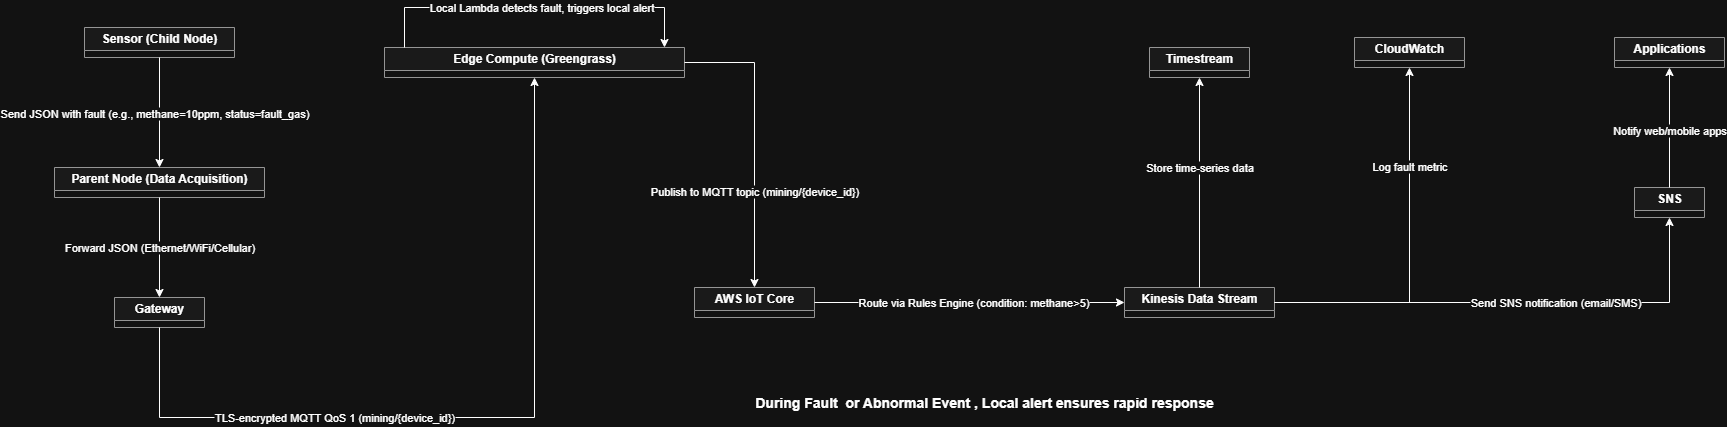 Local Lambda detects fault, triggers local alert
Sensor (Child Node)
Edge Compute (Greengrass)
Timestream
CloudWatch
Applications
Send JSON with fault (e.g., methane=10ppm, status=fault_gas)
Notify web/mobile apps
Store time-series data
Log fault metric
Parent Node (Data Acquisition)
Publish to MQTT topic (mining/{device_id})
SNS
Forward JSON (Ethernet/WiFi/Cellular)
Gateway
AWS IoT Core
Route via Rules Engine (condition: methane>5)
Kinesis Data Stream
Send SNS notification (email/SMS)
TLS-encrypted MQTT QoS 1 (mining/{device_id})
During Fault or Abnormal Event , Local alert ensures rapid response